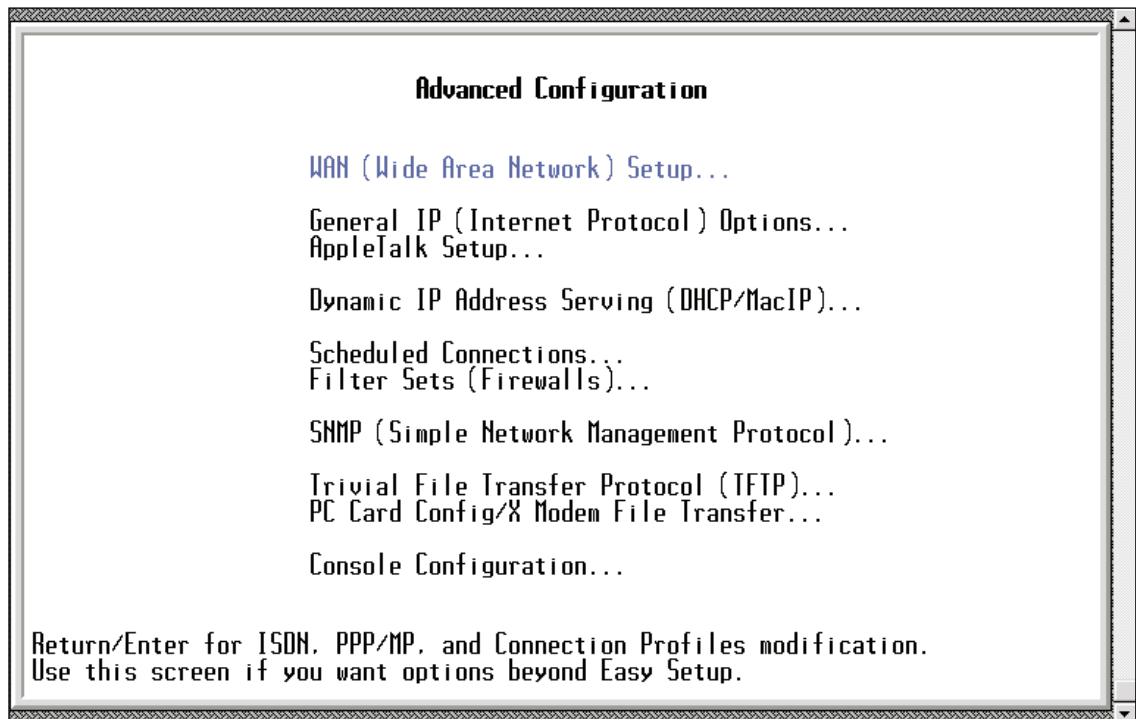 Advanced Configuration
WAN (Wide Area Network) Setup...
General IP (Internet Protocol) Options...
AppleTalk Setup...
Dynamic IP Address Serving (DHCP/MacIP)...
Scheduled Connections...
Filter Sets (Firewalls)...
SNMP (Simple Network Management Protocol)...
Trivial File Transfer Protocol (TFTP)...
PC Card Config/X Modem File Transfer...
Console Configuration...
Return/Enter for ISDN, PPP/MP, and Connection Profiles modification.
Use this screen if you want options beyond Easy Setup.